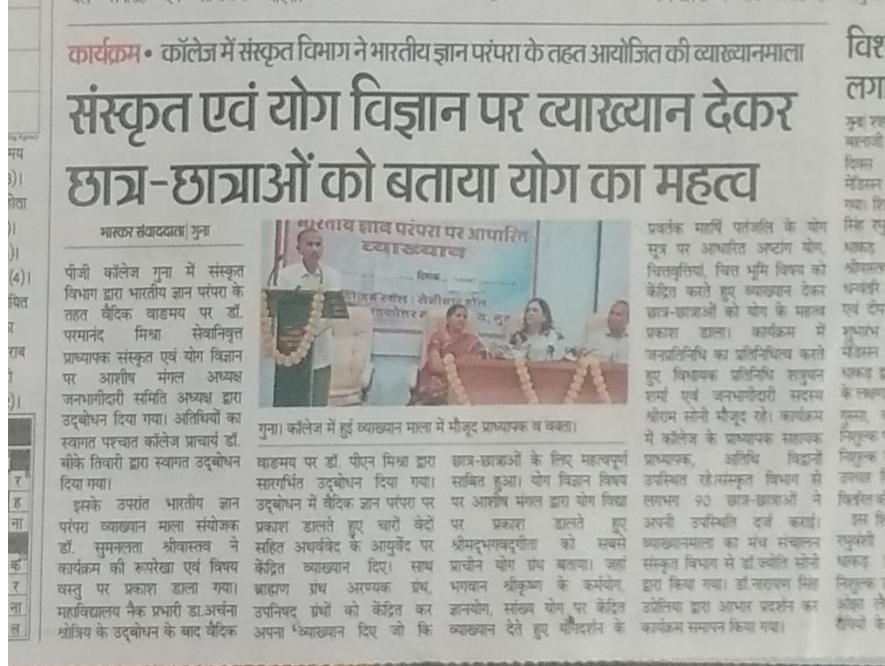 कार्यक्रम • कॉलेज में संस्कृत विभाग ने भारतीय ज्ञान परंपरा के तहत आयोजित की व्याख्यानमाला
संस्कृत एवं योग विज्ञान पर व्याख्यान देकर
छात्र-छात्राओं को बताया योग का महत्व
भास्कर संवाददाता| गुना
पीजी कॉलेज गुना में संस्कृत
विभाग द्वारा भारतीय ज्ञान परंपरा के
तहत वैदिक वाङमय पर डॉ.
परमानंद मिश्रा सेवानिवृत्त
प्राध्यापक संस्कृत एवं योग विज्ञान
पर आशीष मंगल अध्यक्ष
जनभागीदारी समिति अध्यक्ष द्वारा
उद्बोधन दिया गया। अतिथियों का
स्वागत पश्चात कॉलेज प्राचार्य डॉ.
बीके तिवारी द्वारा स्वागत उद्बोधन
दिया गया।
इसके उपरांत भारतीय ज्ञान
परंपरा व्याख्यान माला संयोजक
डॉ. सुमनलता श्रीवास्तव ने
कार्यक्रम की रूपरेखा एवं विषय
वस्तु पर प्रकाश डाला गया।
महाविद्यालय नैक प्रभारी डा.अर्चना
श्रोत्रिय के उद्बोधन के बाद वैदिक
भारतीय ज्ञान परंपरा पर आधारित
व्याख्यान
दिनांक
गुना। कॉलेज में हुई व्याख्यान माला में मौजूद प्राध्यापक व वक्ता।
वाङमय पर डॉ. पीएन मिश्रा द्वारा
सारगर्भित उद्बोधन दिया गया।
उद्बोधन में वैदिक ज्ञान परंपरा पर
प्रकाश डालते हुए चारों वेदों
सहित अथर्ववेद के आयुर्वेद पर
केंद्रित व्याख्यान दिए। साथ
ब्राह्मण ग्रंथ अरण्यक ग्रंथ,
उपनिषद् ग्रंथों को केंद्रित कर
अपना व्याख्यान दिए जो कि
छात्र-छात्राओं के लिए महत्वपूर्ण
साबित हुआ। योग विज्ञान विषय
पर आशीष मंगल द्वारा योग विद्या
पर प्रकाश डालते हुए
श्रीमद्भगवद्गीता को सबसे
प्राचीन योग ग्रंथ बताया। जहां
भगवान श्रीकृष्ण के कर्मयोग,
ज्ञानयोग, सांख्य योग पर केंद्रित
व्याख्यान देते हुए योगदर्शन के
प्रवर्तक महर्षि पतंजलि के योग
सूत्र पर आधारित अष्टांग योग,
चित्तवृत्तियां, चित्त भूमि विषय को
केंद्रित करते हुए व्याख्यान देकर
छात्र-छात्राओं को योग के महत्व
प्रकाश डाला। कार्यक्रम में
जनप्रतिनिधि का प्रतिनिधित्व करते
हुए विधायक प्रतिनिधि शत्रुघन
शर्मा एवं जनभागीदारी सदस्य
श्रीराम सोनी मौजूद रहे। कार्यक्रम
में कॉलेज के प्राध्यापक सहायक
प्राध्यापक, अतिथि विद्वानों
उपस्थित रहे।संस्कृत विभाग से
लगभग 90 छात्र-छात्राओं ने
अपनी उपस्थिति दर्ज कराई।
व्याख्यानमाला का मंच संचालन
संस्कृत विभाग से डॉ.ज्योति सोनी
द्वारा किया गया। डॉ.नारायण सिंह
उप्रेलिया द्वारा आभार प्रदर्शन कर
कार्यक्रम समापन किया गया।